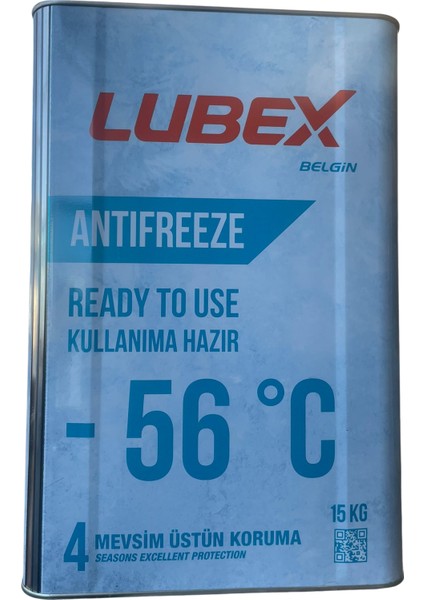 LUBEX
BELGiN
ANTIFREEZE
READY TO USE
KULLANIMA HAZIR
- 56 °C
15 KG
4 MEVSİM ÜSTÜN KORUMA
SEASONS EXCELLENT PROTECTION